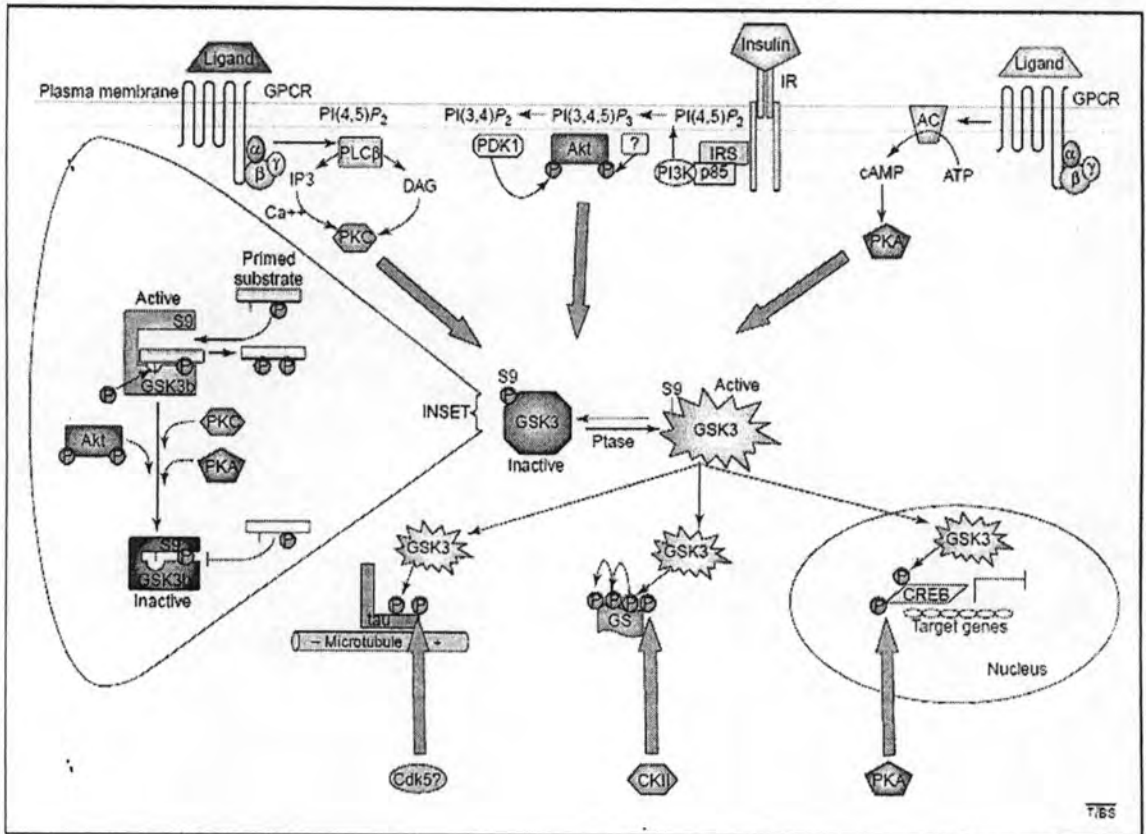 Ligand
Plasma membrane
GPCR
α
β
γ
PI(4,5)P2
PLCβ
IP3
DAG
Ca++
PKC
PI(3,4)P2
PI(3,4,5)P3
PI(4,5)P2
PDK1
Akt
?
P
P
PI3K
p85
IRS
Insulin
IR
AC
cAMP
ATP
PKA
Ligand
GPCR
α
β
γ
Primed
substrate
P
Active
S9
P
P
P
P
GSK3b
Akt
P
P
PKC
PKA
S9
P
GSK3b
Inactive
P
INSET
S9
P
GSK3
Inactive
Ptase
S9
Active
GSK3
GSK3
P
P
tau
– Microtubule +
Cdk5?
GSK3
P
P
P
P
GS
CKII
GSK3
P
P
CREB
Target genes
Nucleus
PKA
TiBS